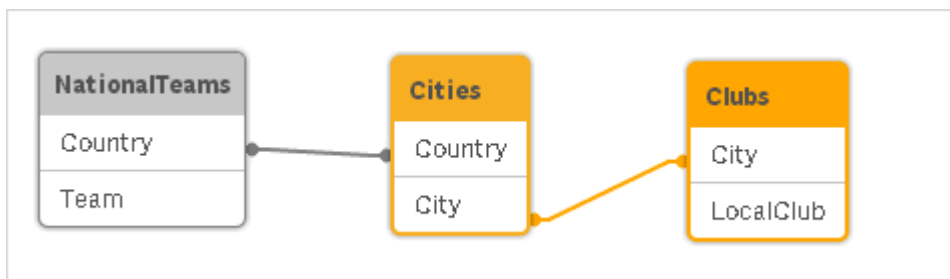 NationalTeams
Country
Team
Cities
Country
City
Clubs
City
LocalClub